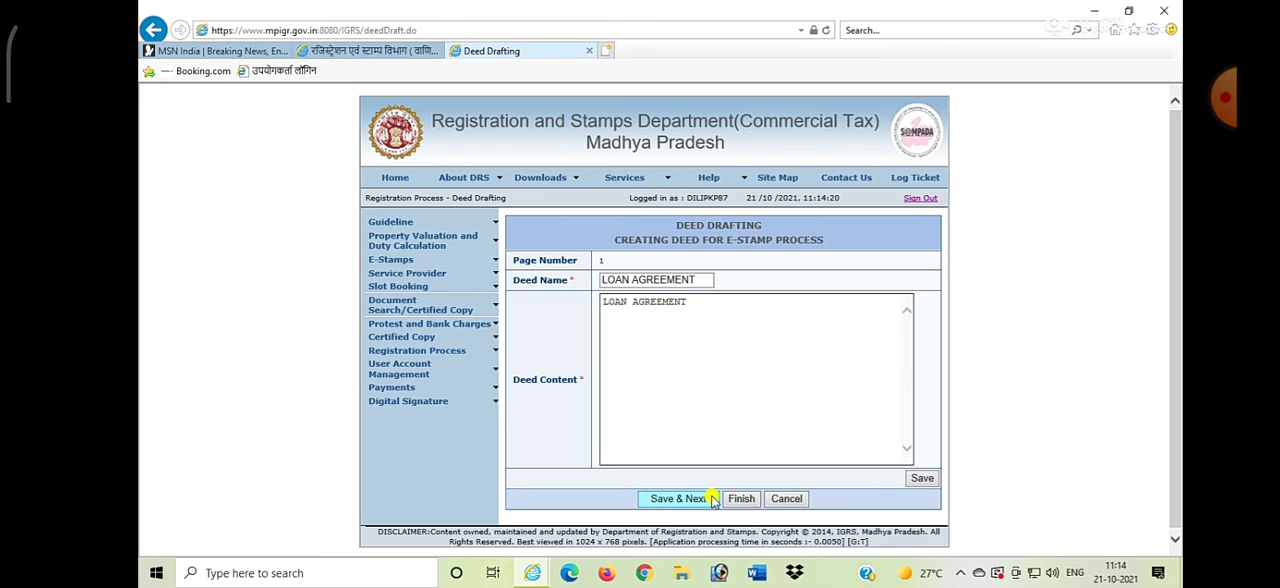 https://www.mpigr.gov.in:8080/IGRS/deedDraft.do
Search...
MSN India | Breaking News, En...
रजिस्ट्रेशन एवं स्टाम्प विभाग ( वाणि...
Deed Drafting
Booking.com
उपयोगकर्ता लॉगिन
Registration and Stamps Department(Commercial Tax)
Madhya Pradesh
SAMPADA
Home
About DRS
Downloads
Services
Help
Site Map
Contact Us
Log Ticket
Registration Process - Deed Drafting
Logged in as : DILIPKP87
21 /10 /2021, 11:14:20
Sign Out
Guideline
Property Valuation and
Duty Calculation
E-Stamps
Service Provider
Slot Booking
Document
Search/Certified Copy
Protest and Bank Charges
Certified Copy
Registration Process
User Account
Management
Payments
Digital Signature
DEED DRAFTING
CREATING DEED FOR E-STAMP PROCESS
Page Number
1
Deed Name *
LOAN AGREEMENT
Deed Content *
LOAN AGREEMENT
Save
Save & Next
Finish
Cancel
DISCLAIMER:Content owned, maintained and updated by Department of Registration and Stamps. Copyright © 2014, IGRS, Madhya Pradesh. All
Rights Reserved. Best viewed in 1024 x 768 pixels. [Application processing time in seconds :- 0.0050] [G:T]
Type here to search
27°C
ENG
11:14
21-10-2021